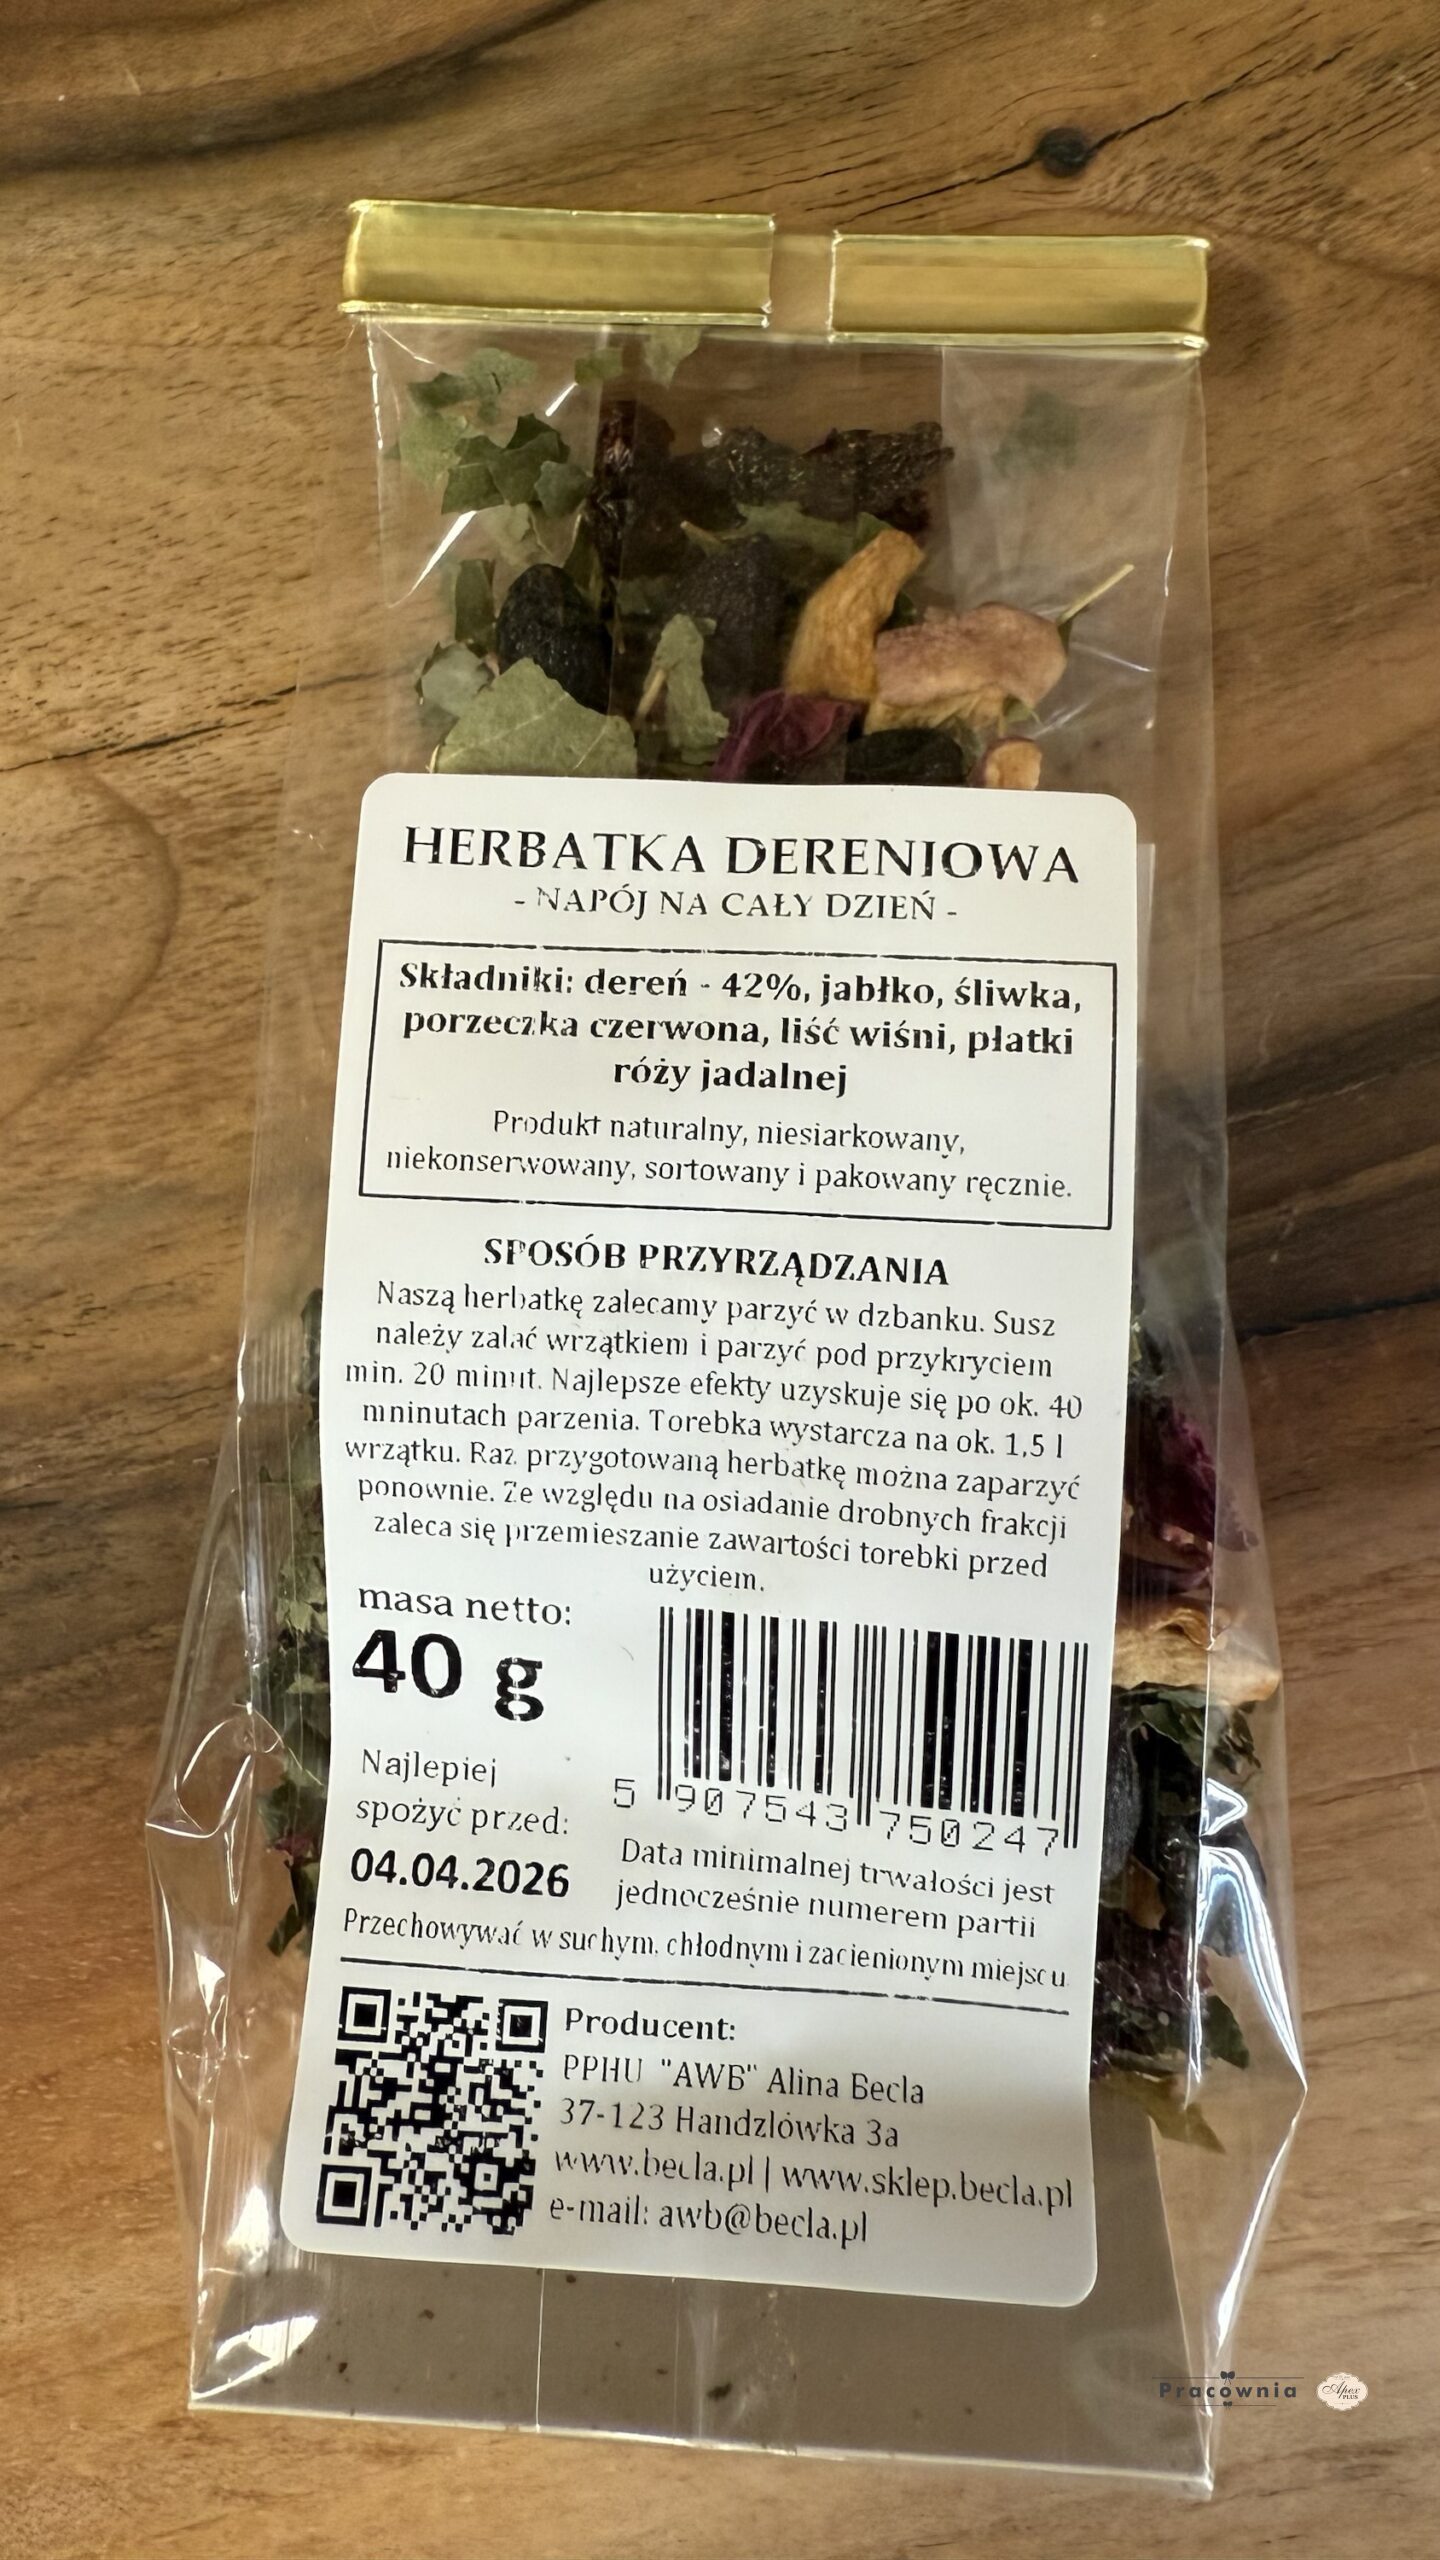 HERBATKA DERENIOWA
- NAPÓJ NA CAŁY DZIEŃ -
Składniki: dereń - 42%, jabłko, śliwka,
porzeczka czerwona, liść wiśni, płatki
róży jadalnej
Produkt naturalny, niesiarkowany,
niekonserwowany, sortowany i pakowany ręcznie.
SPOSÓB PRZYRZĄDZANIA
Naszą herbatkę zalecamy parzyć w dzbanku. Susz
należy zalać wrzątkiem i parzyć pod przykryciem
min. 20 minut. Najlepsze efekty uzyskuje się po ok. 40
mninutach parzenia. Torebka wystarcza na ok. 1,5 l
wrzątku. Raz przygotowaną herbatkę można zaparzyć
ponownie. Ze względu na osiadanie drobnych frakcji
zaleca się przemieszanie zawartości torebki przed
użyciem.
masa netto:
40 g
5 907543 750247
Najlepiej
spożyć przed:
04.04.2026
Data minimalnej trwałości jest
jednocześnie numerem partii
Przechowywać w suchym, chłodnym i zacienionym miejscu
Producent:
PPHU "AWB" Alina Becla
37-123 Handzlówka 3a
www.becla.pl | www.sklep.becla.pl
e-mail: awb@becla.pl
Pracownia
Apex
PLUS